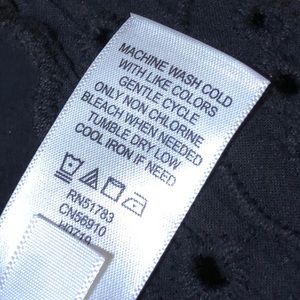 MACHINE WASH COLD
WITH LIKE COLORS
GENTLE CYCLE
ONLY NON CHLORINE
BLEACH WHEN NEEDED
TUMBLE DRY LOW
COOL IRON IF NEED
RN51783
CN56910